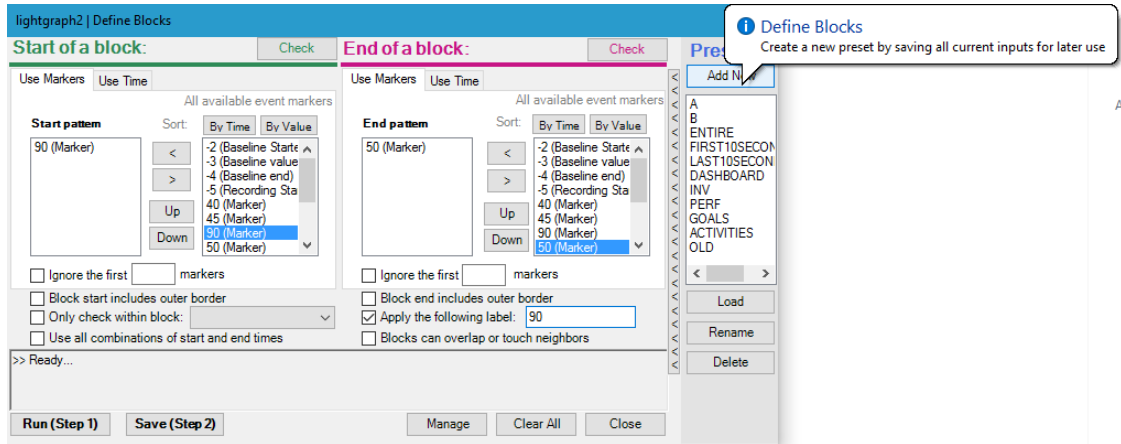 lightgraph2 | Define Blocks
Define Blocks
Create a new preset by saving all current inputs for later use
Start of a block:
Check
End of a block:
Check
Use Markers Use Time
All available event markers
Start pattern Sort: By Time By Value
90 (Marker)
<
>
Up
Down
-2 (Baseline Starte
-3 (Baseline value
-4 (Baseline end)
-5 (Recording Sta
40 (Marker)
45 (Marker)
90 (Marker)
50 (Marker)
Ignore the first markers
Block start includes outer border
Only check within block:
Use all combinations of start and end times
Use Markers Use Time
All available event markers
End pattern Sort: By Time By Value
50 (Marker)
<
>
Up
Down
-2 (Baseline Starte
-3 (Baseline value
-4 (Baseline end)
-5 (Recording Sta
40 (Marker)
45 (Marker)
90 (Marker)
50 (Marker)
Ignore the first markers
Block end includes outer border
Apply the following label: 90
Blocks can overlap or touch neighbors
Add
A
B
ENTIRE
FIRST10SECON
LAST10SECON
DASHBOARD
INV
PERF
GOALS
ACTIVITIES
OLD
Load
Rename
Delete
>> Ready...
Run (Step 1) Save (Step 2) Manage Clear All Close